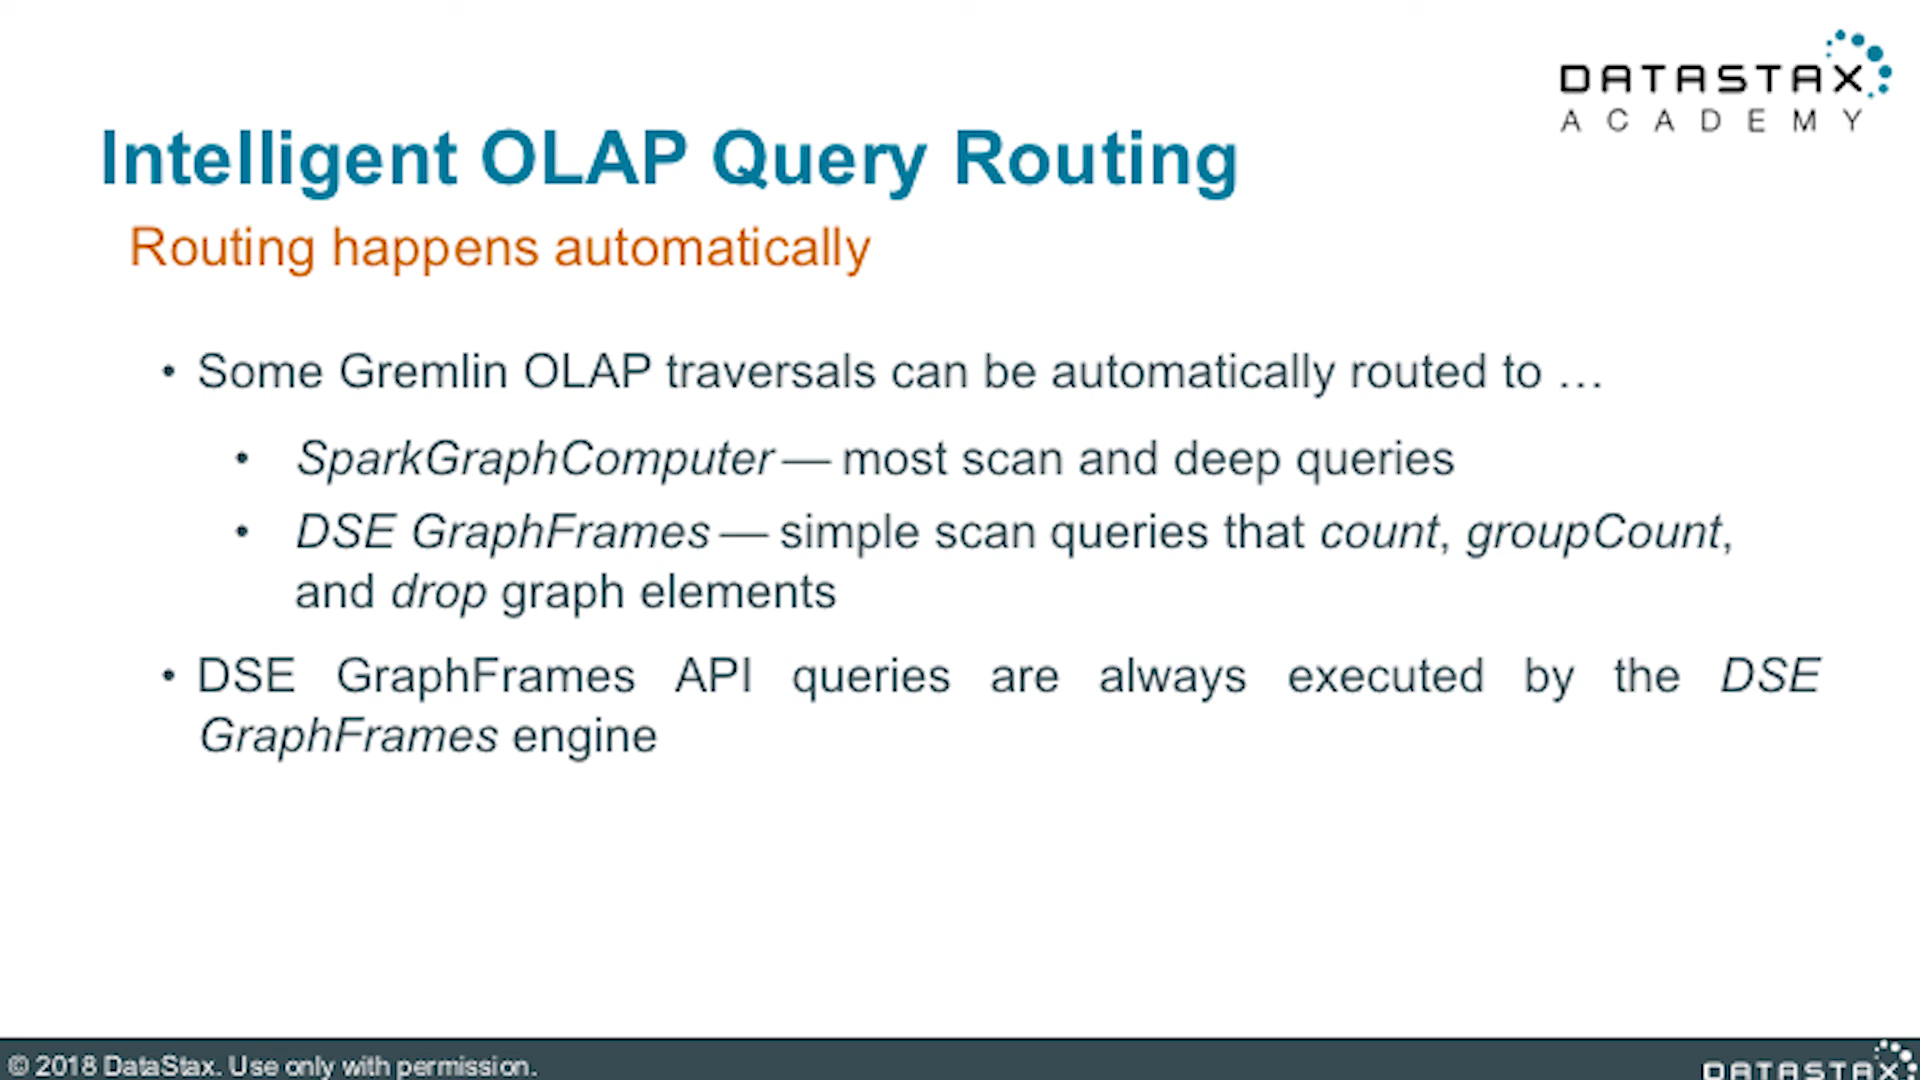 DATASTAX
ACADEMY
Intelligent OLAP Query Routing
Routing happens automatically
• Some Gremlin OLAP traversals can be automatically routed to …
• SparkGraphComputer — most scan and deep queries
• DSE GraphFrames — simple scan queries that count, groupCount,
and drop graph elements
• DSE GraphFrames API queries are always executed by the DSE
GraphFrames engine
© 2018 DataStax. Use only with permission.
DATASTAX